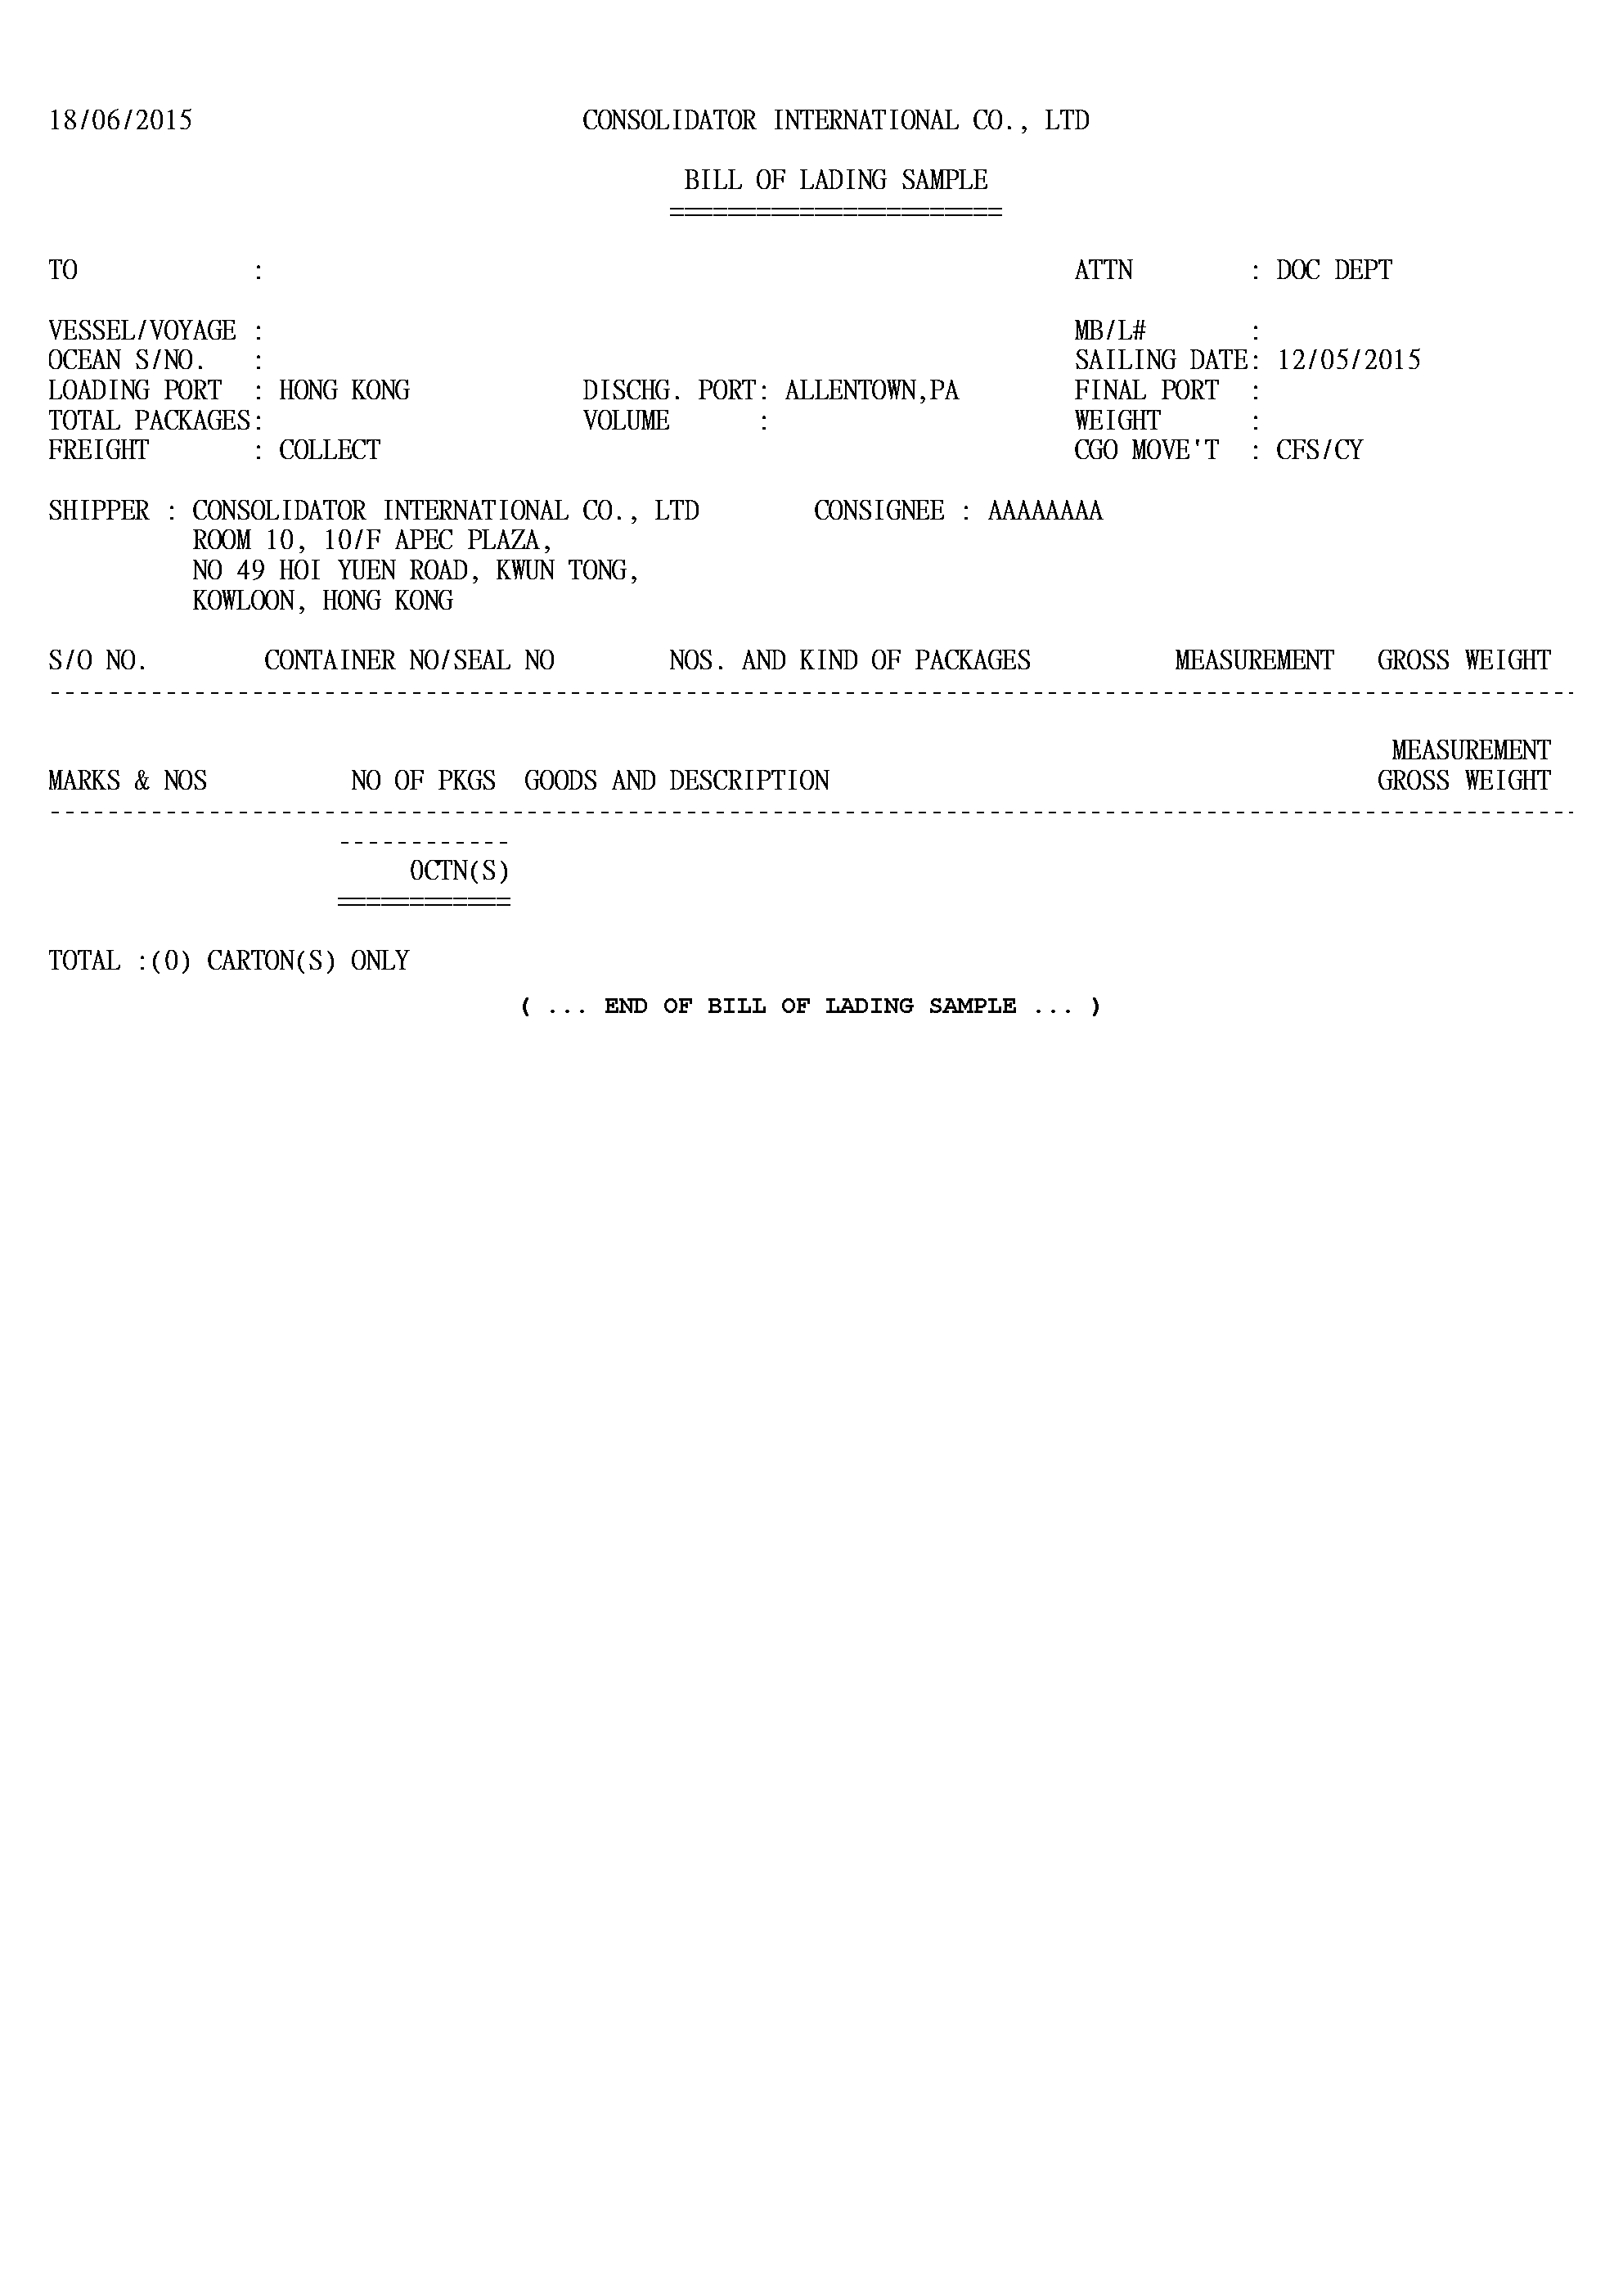 18/06/2015 CONSOLIDATOR INTERNATIONAL CO., LTD
BILL OF LADING SAMPLE
=======================
TO : ATTN : DOC DEPT
VESSEL/VOYAGE : MB/L# :
OCEAN S/NO. : SAILING DATE: 12/05/2015
LOADING PORT : HONG KONG DISCHG. PORT: ALLENTOWN,PA FINAL PORT :
TOTAL PACKAGES: VOLUME : WEIGHT :
FREIGHT : COLLECT CGO MOVE'T : CFS/CY
SHIPPER : CONSOLIDATOR INTERNATIONAL CO., LTD CONSIGNEE : AAAAAAAA
ROOM 10, 10/F APEC PLAZA,
NO 49 HOI YUEN ROAD, KWUN TONG,
KOWLOON, HONG KONG
S/O NO. CONTAINER NO/SEAL NO NOS. AND KIND OF PACKAGES MEASUREMENT GROSS WEIGHT
----------------------------------------------------------------------------------------------------------
MEASUREMENT
MARKS & NOS NO OF PKGS GOODS AND DESCRIPTION GROSS WEIGHT
----------------------------------------------------------------------------------------------------------
------------
0CTN(S)
============
TOTAL :(0) CARTON(S) ONLY
( ... END OF BILL OF LADING SAMPLE ... )